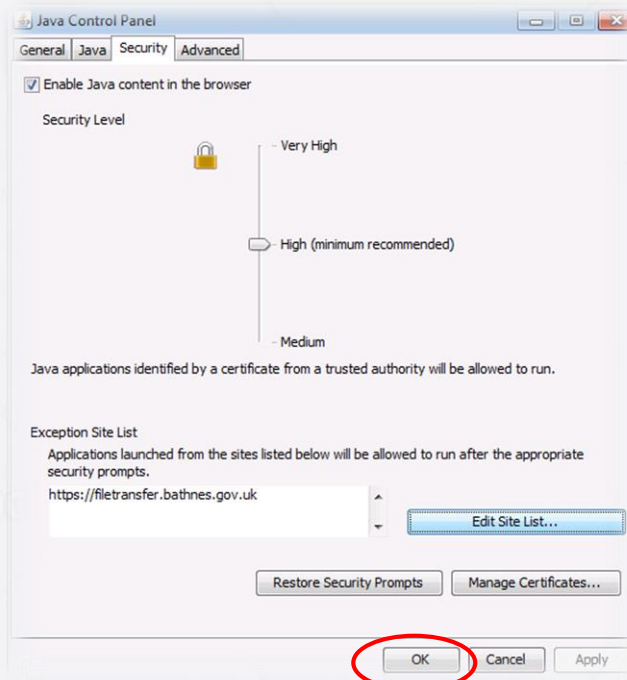 Java Control Panel
General Java Security Advanced
Enable Java content in the browser
Security Level
Very High
High (minimum recommended)
Medium
Java applications identified by a certificate from a trusted authority will be allowed to run.
Exception Site List
Applications launched from the sites listed below will be allowed to run after the appropriate
security prompts.
https://filetransfer.bathnes.gov.uk
Edit Site List...
Restore Security Prompts Manage Certificates...
OK Cancel Apply